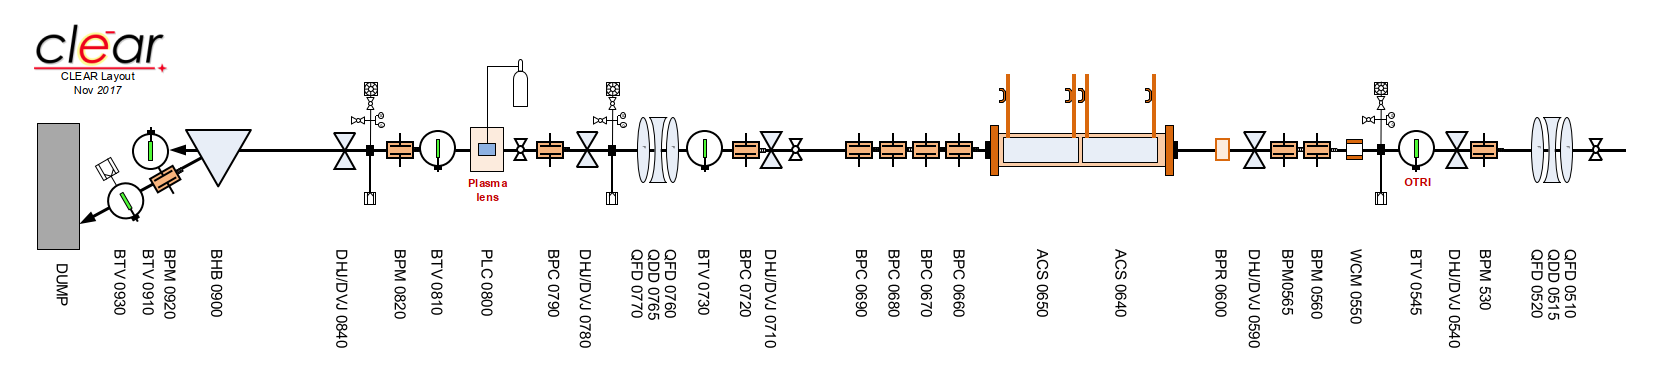 clear
CLEAR Layout
Nov 2017
Plasma
lens
OTRI
DUMP
BTV 0930
BTV 0910
BPM 0920
BHB 0900
DHJ/DVJ 0840
BPM 0820
BTV 0810
PLC 0800
BPC 0790
DHJ/DVJ 0780
QFD 0770
QDD 0765
QFD 0760
BTV 0730
BPC 0720
DHJ/DVJ 0710
BPC 0690
BPC 0680
BPC 0670
BPC 0660
ACS 0650
ACS 0640
BPR 0600
DHJ/DVJ 0590
BPM0565
BPM 0560
WCM 0550
BTV 0545
DHJ/DVJ 0540
BPM 530
QFD 0520
QDD 0515
QFD 0510